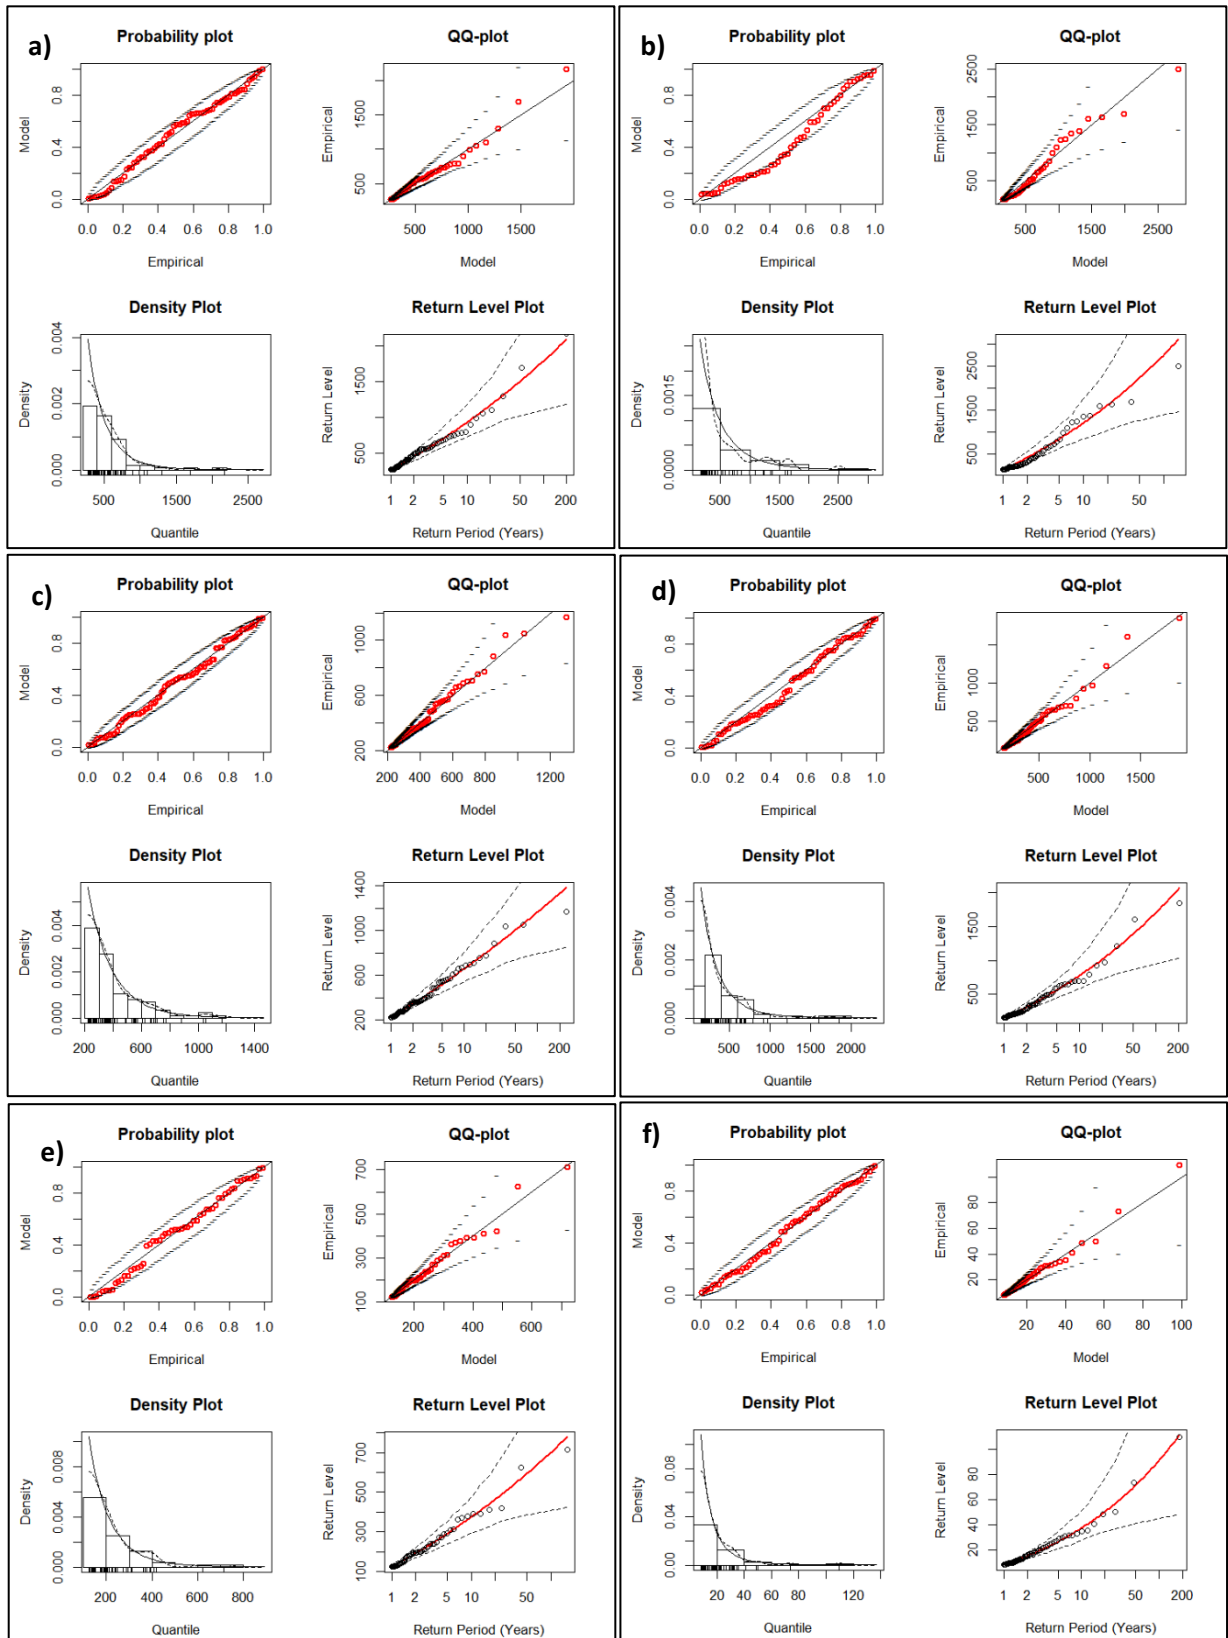 a)
Probability plot
Model
0.0 0.4 0.8
0.0 0.2 0.4 0.6 0.8 1.0
Empirical
QQ-plot
Empirical
500 1500
500 1000 1500
Model
Density Plot
Density
0.000 0.002 0.004
500 1500 2500
Quantile
Return Level Plot
Return Level
500 1500
1 2 5 10 50 200
Return Period (Years)
b)
Probability plot
Model
0.0 0.4 0.8
0.0 0.2 0.4 0.6 0.8 1.0
Empirical
QQ-plot
Empirical
500 1500 2500
500 1500 2500
Model
Density Plot
Density
0.0000 0.0015
500 1500 2500
Quantile
Return Level Plot
Return Level
500 1500 2500
1 2 5 10 50
Return Period (Years)
c)
Probability plot
Model
0.0 0.4 0.8
0.0 0.2 0.4 0.6 0.8 1.0
Empirical
QQ-plot
Empirical
200 600 1000
200 400 600 800 1200
Model
Density Plot
Density
0.000 0.002 0.004
200 600 1000 1400
Quantile
Return Level Plot
Return Level
200 600 1000 1400
1 2 5 10 50 200
Return Period (Years)
d)
Probability plot
Model
0.0 0.4 0.8
0.0 0.2 0.4 0.6 0.8 1.0
Empirical
QQ-plot
Empirical
500 1000
500 1000 1500
Model
Density Plot
Density
0.000 0.002 0.004
500 1000 1500 2000
Quantile
Return Level Plot
Return Level
500 1500
1 2 5 10 50 200
Return Period (Years)
e)
Probability plot
Model
0.0 0.4 0.8
0.0 0.2 0.4 0.6 0.8 1.0
Empirical
QQ-plot
Empirical
100 300 500 700
200 400 600
Model
Density Plot
Density
0.000 0.004 0.008
200 400 600 800
Quantile
Return Level Plot
Return Level
100 300 500 700
1 2 5 10 50
Return Period (Years)
f)
Probability plot
Model
0.0 0.4 0.8
0.0 0.2 0.4 0.6 0.8 1.0
Empirical
QQ-plot
Empirical
20 40 60 80
20 40 60 80 100
Model
Density Plot
Density
0.00 0.04 0.08
20 40 60 80 120
Quantile
Return Level Plot
Return Level
20 40 60 80
1 2 5 10 50 200
Return Period (Years)